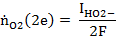 ṅO2(2e) = IHO2− / 2F